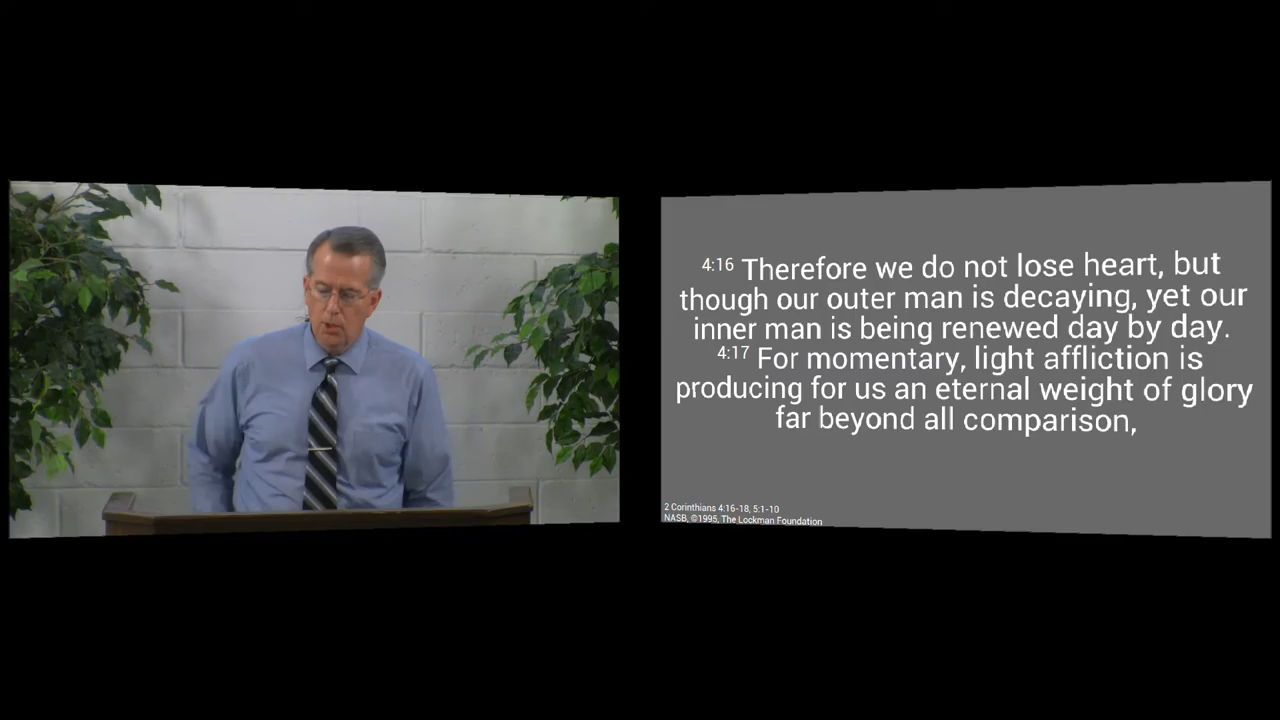 4:16 Therefore we do not lose heart, but
though our outer man is decaying, yet our
inner man is being renewed day by day.
4:17 For momentary, light affliction is
producing for us an eternal weight of glory
far beyond all comparison,
2 Corinthians 4:16-18, 5:1-10
NASB, ©1995, The Lockman Foundation